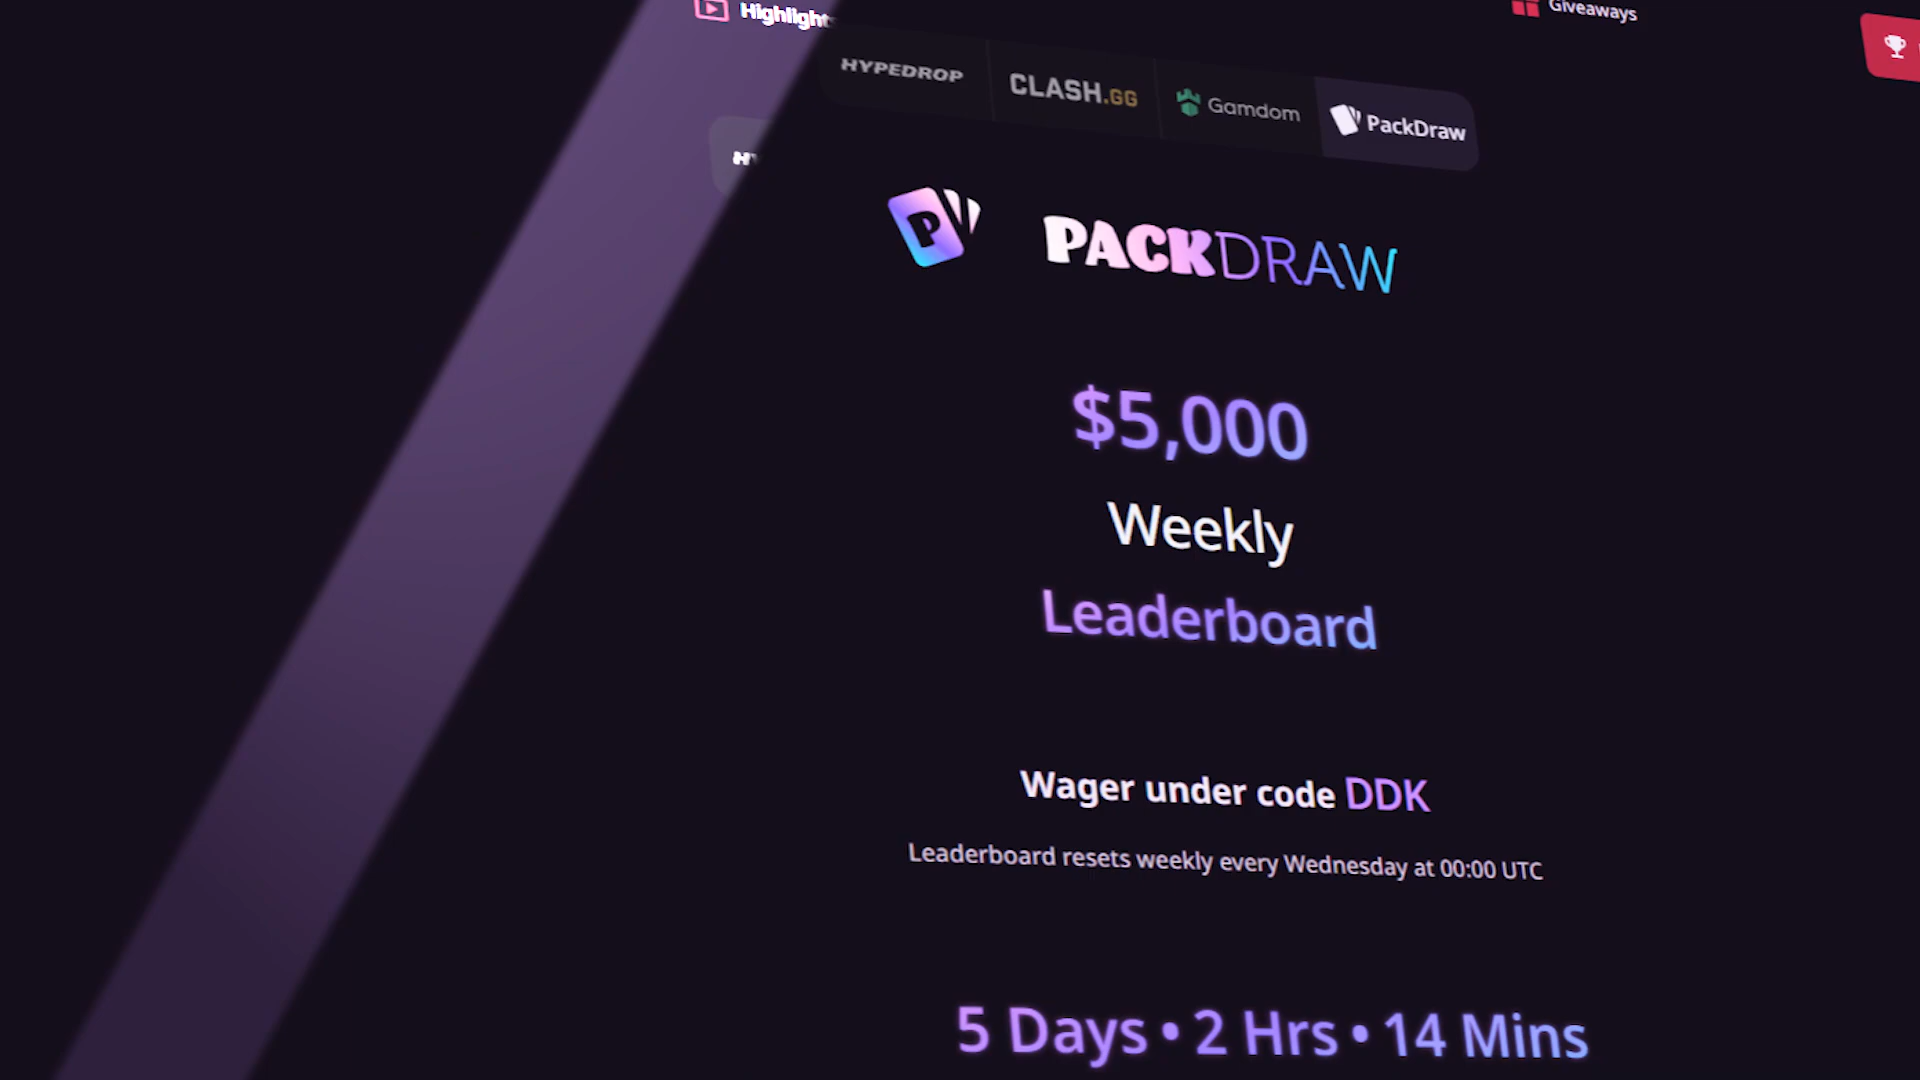 Highlights
Giveaways
HYPEDROP
CLASH.GG
Gamdom
PackDraw
P
PACKDRAW
$5,000
Weekly
Leaderboard
Wager under code DDK
Leaderboard resets weekly every Wednesday at 00:00 UTC
5 Days • 2 Hrs • 14 Mins